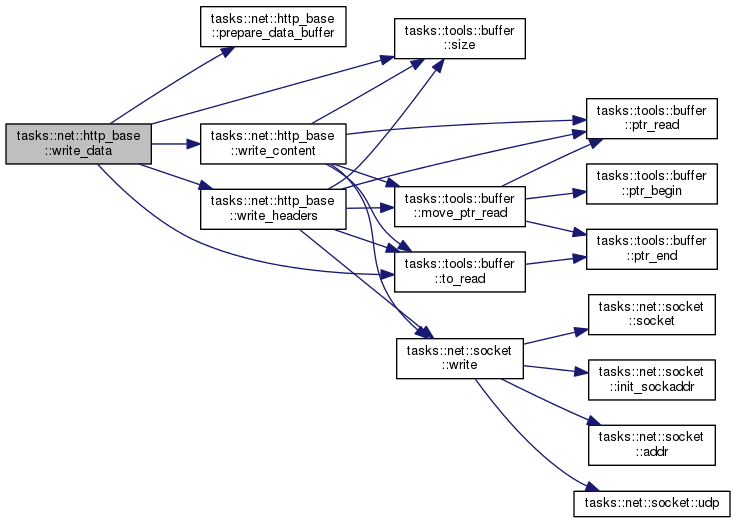 tasks::net::http_base
::prepare_data_buffer
tasks::tools::buffer
::size
tasks::net::http_base
::write_data
tasks::net::http_base
::write_content
tasks::tools::buffer
::ptr_read
tasks::net::http_base
::write_headers
tasks::tools::buffer
::move_ptr_read
tasks::tools::buffer
::ptr_begin
tasks::tools::buffer
::to_read
tasks::tools::buffer
::ptr_end
tasks::net::socket
::write
tasks::net::socket
::socket
tasks::net::socket
::init_sockaddr
tasks::net::socket
::addr
tasks::net::socket::udp